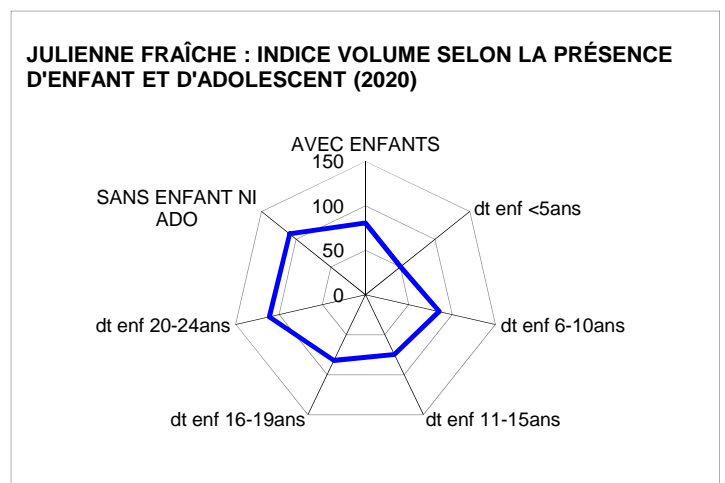 JULIENNE FRAÎCHE : INDICE VOLUME SELON LA PRÉSENCE
D'ENFANT ET D'ADOLESCENT (2020)
AVEC ENFANTS
150
100
50
0
dt enf <5ans
dt enf 6-10ans
dt enf 11-15ans
dt enf 16-19ans
dt enf 20-24ans
SANS ENFANT NI
ADO